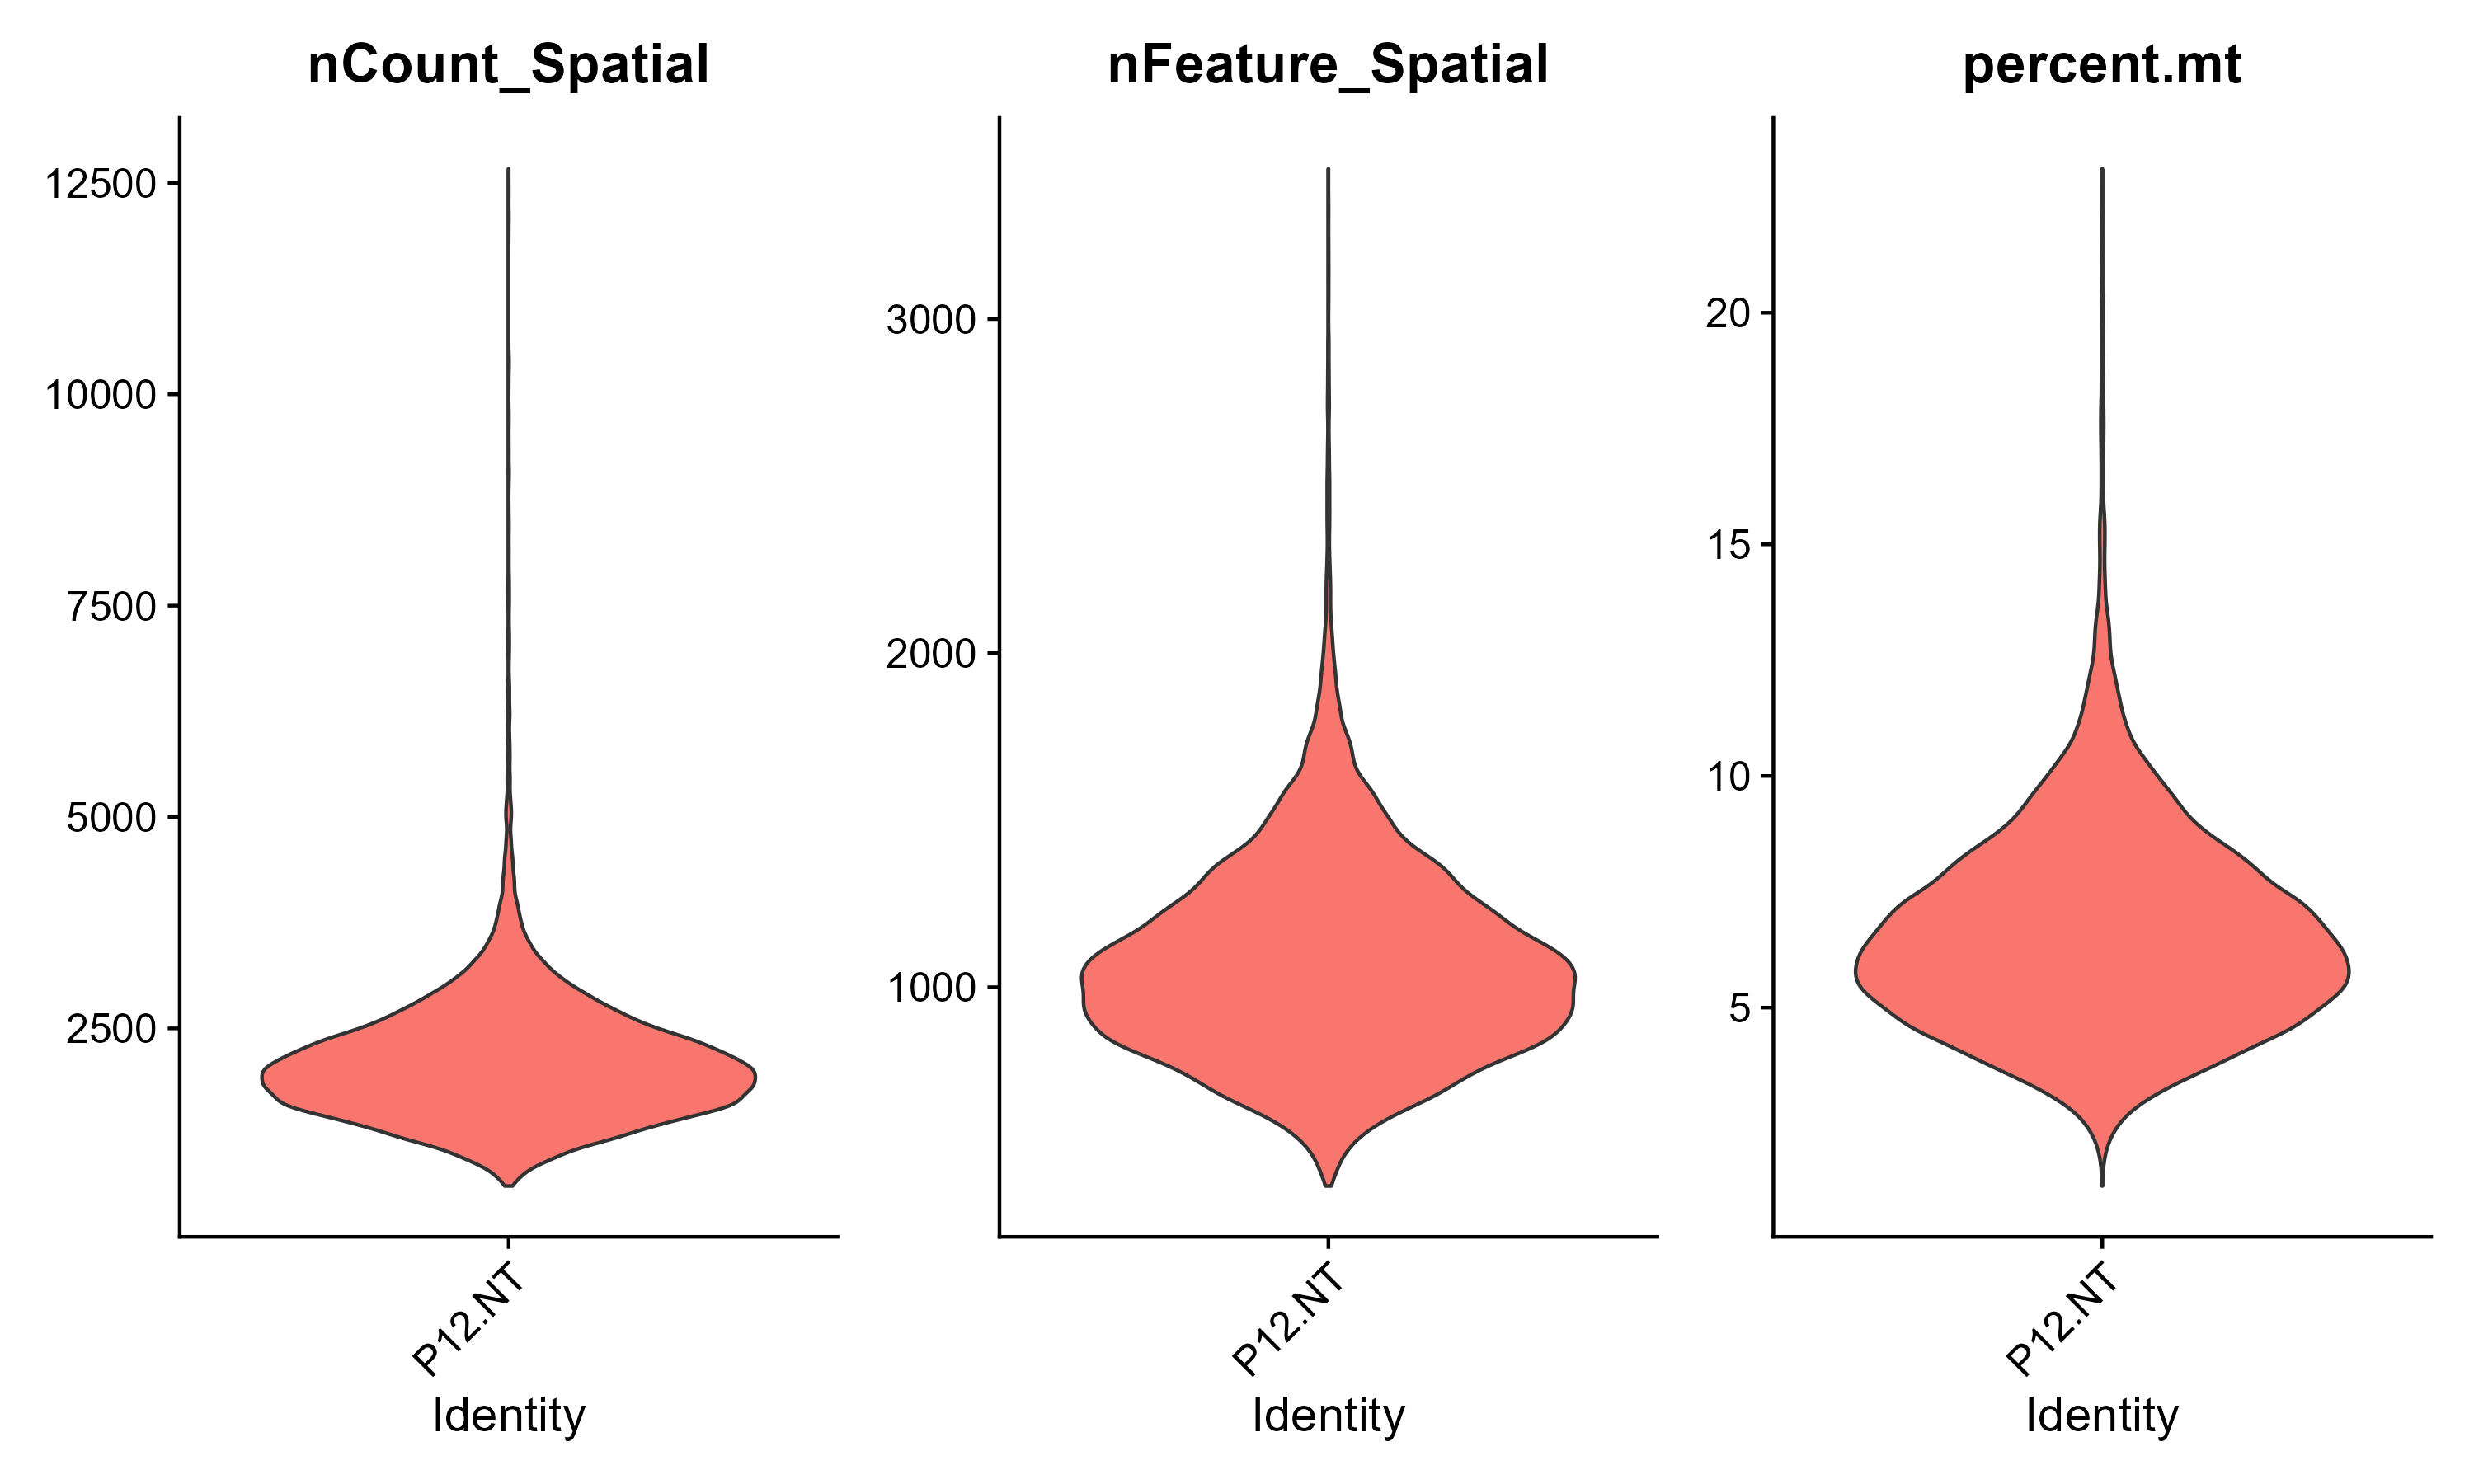 nCount_Spatial
12500
10000
7500
5000
2500
P12.NT
Identity
nFeature_Spatial
3000
2000
1000
P12.NT
Identity
percent.mt
20
15
10
5
P12.NT
Identity